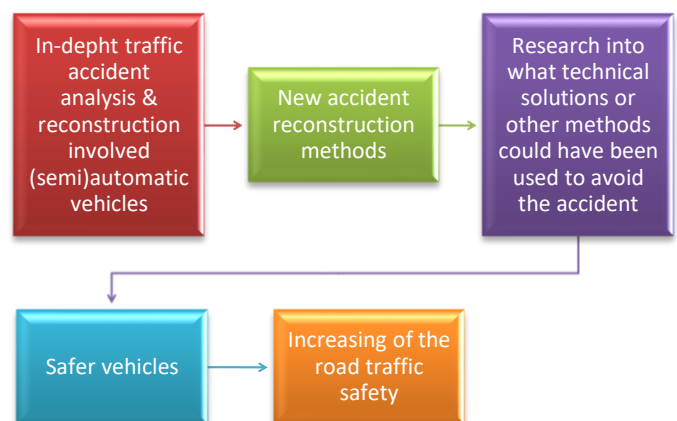 In-depht traffic
accident
analysis &
reconstruction
involved
(semi)automatic
vehicles
New accident
reconstruction
methods
Research into
what technical
solutions or
other methods
could have been
used to avoid
the accident
Safer vehicles
Increasing of the
road traffic
safety